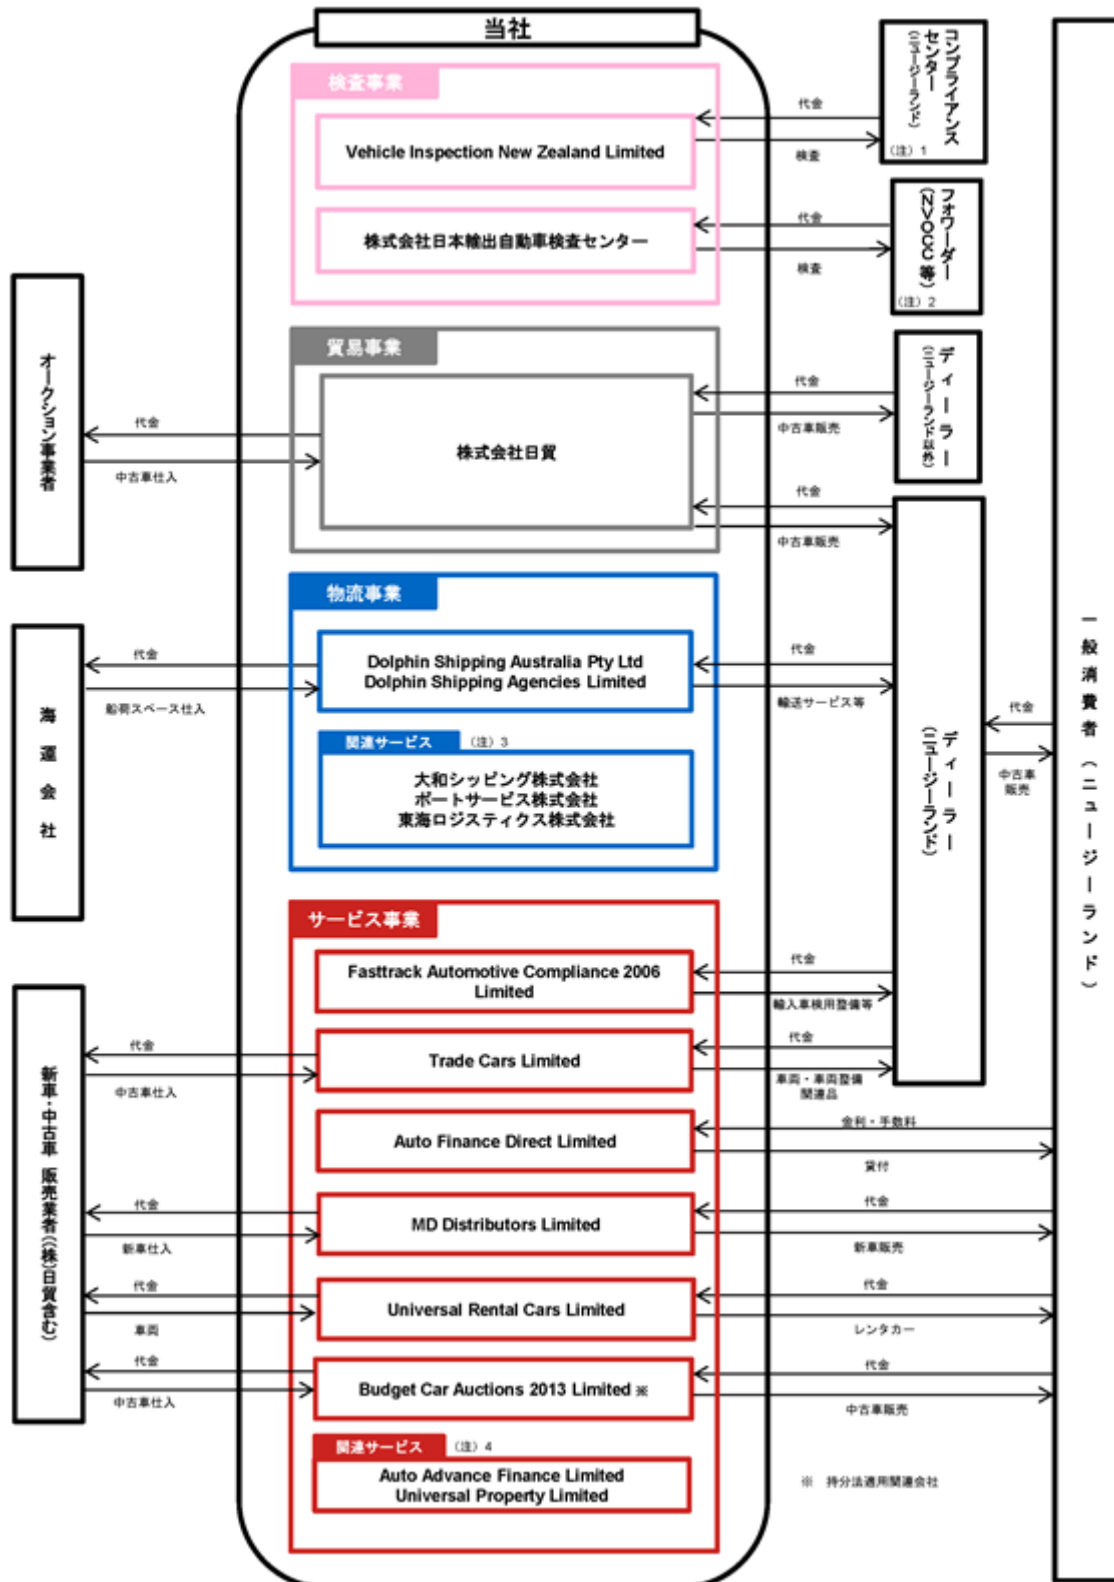 当社
検査事業
Vehicle Inspection New Zealand Limited
株式会社日本輸出自動車検査センター
代金
検査
コンプライアンス
センター
(ニュージーランド)
(注) 1
代金
検査
フォワーダー
(NVOCC等)
(注) 2
貿易事業
株式会社日貿
オークション事業者
代金
中古車仕入
代金
中古車販売
ディーラー
(ニュージーランド以外)
代金
中古車販売
物流事業
Dolphin Shipping Australia Pty Ltd
Dolphin Shipping Agencies Limited
関連サービス
(注) 3
大和シッピング株式会社
ポートサービス株式会社
東海ロジスティクス株式会社
海運会社
代金
船荷スペース仕入
代金
輸送サービス等
ディーラー
(ニュージーランド)
代金
中古車
販売
一般消費者(ニュージーランド)
サービス事業
Fasttrack Automotive Compliance 2006
Limited
代金
輸入車検用整備等
Trade Cars Limited
代金
中古車仕入
代金
車両・車両整備
関連品
新車・中古車 販売業者((株)日貿含む)
Auto Finance Direct Limited
金利・手数料
貸付
MD Distributors Limited
代金
新車仕入
代金
新車販売
Universal Rental Cars Limited
代金
車両
代金
レンタカー
Budget Car Auctions 2013 Limited ※
代金
中古車仕入
代金
中古車販売
関連サービス
(注) 4
Auto Advance Finance Limited
Universal Property Limited
※ 持分法適用関連会社